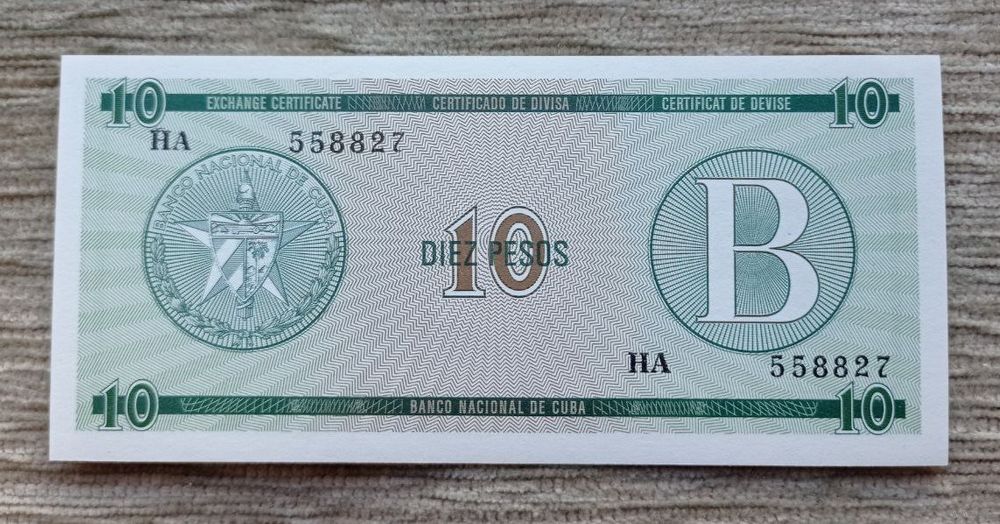 10 EXCHANGE CERTIFICATE CERTIFICADO DE DIVISA CERTIFICAT DE DEVISE 10
HA 558827
BANCO NACIONAL DE CUBA
10
DIEZ PESOS
B
HA 558827
10 BANCO NACIONAL DE CUBA 10